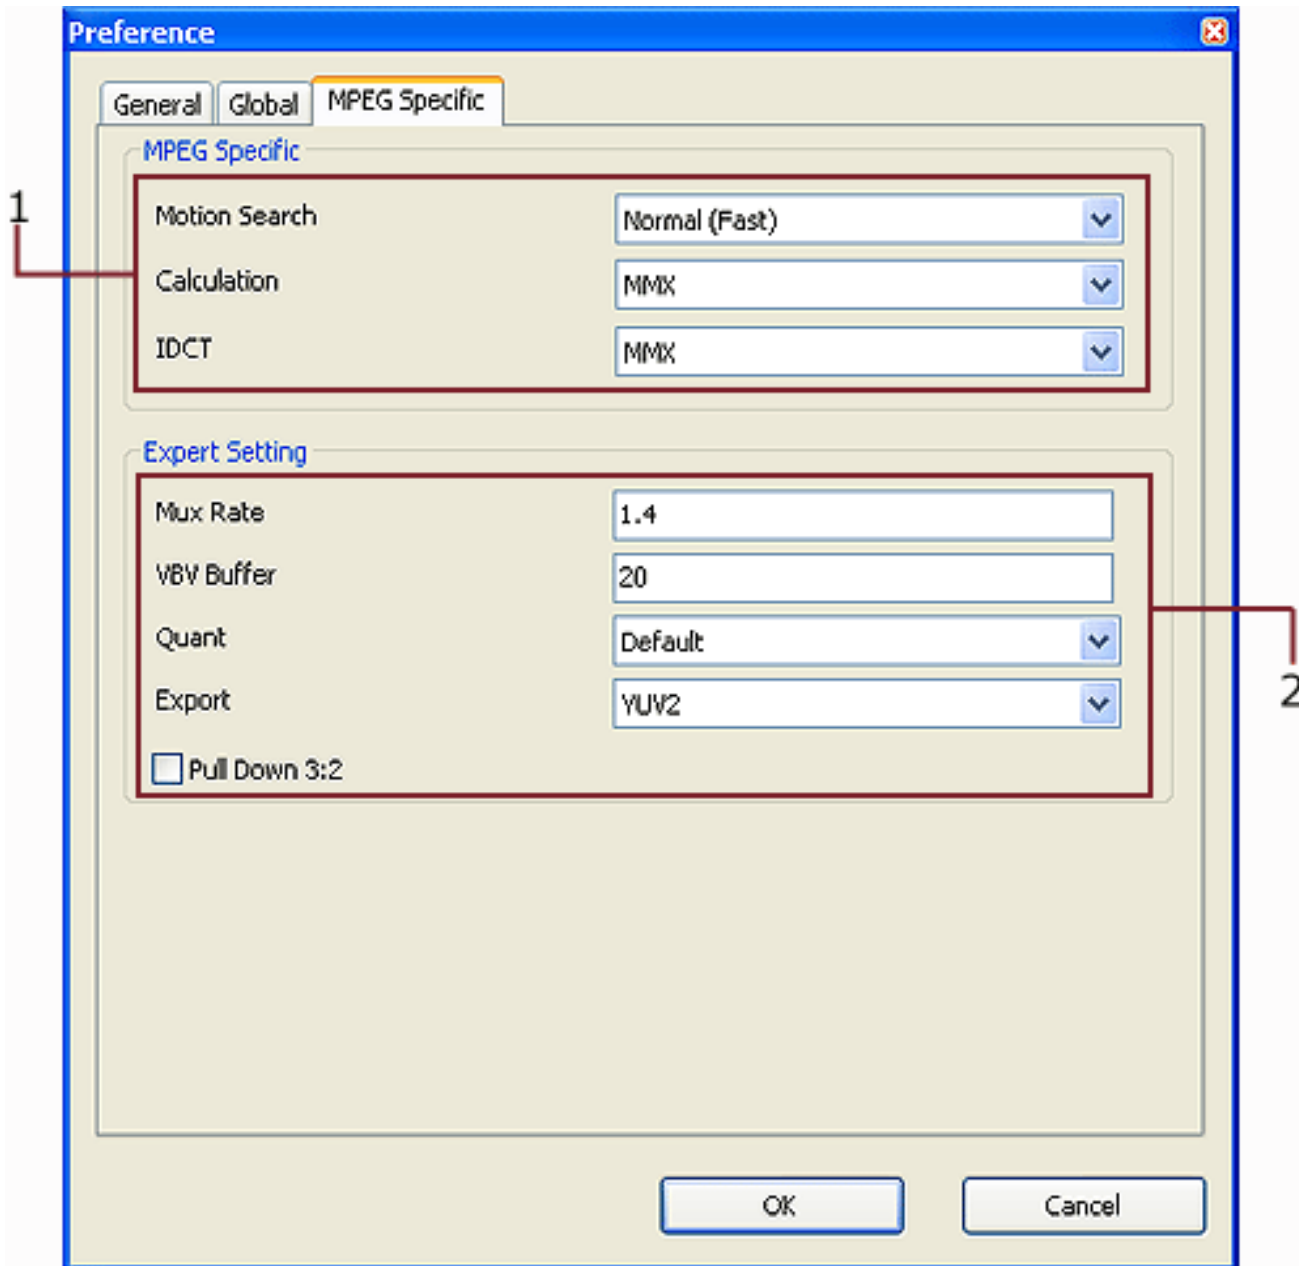 Preference
General Global MPEG Specific
MPEG Specific
1
Motion Search Normal (Fast)
Calculation MMX
IDCT MMX
Expert Setting
Mux Rate 1.4
VBV Buffer 20
Quant Default
2
Export YUV2
Pull Down 3:2
OK Cancel